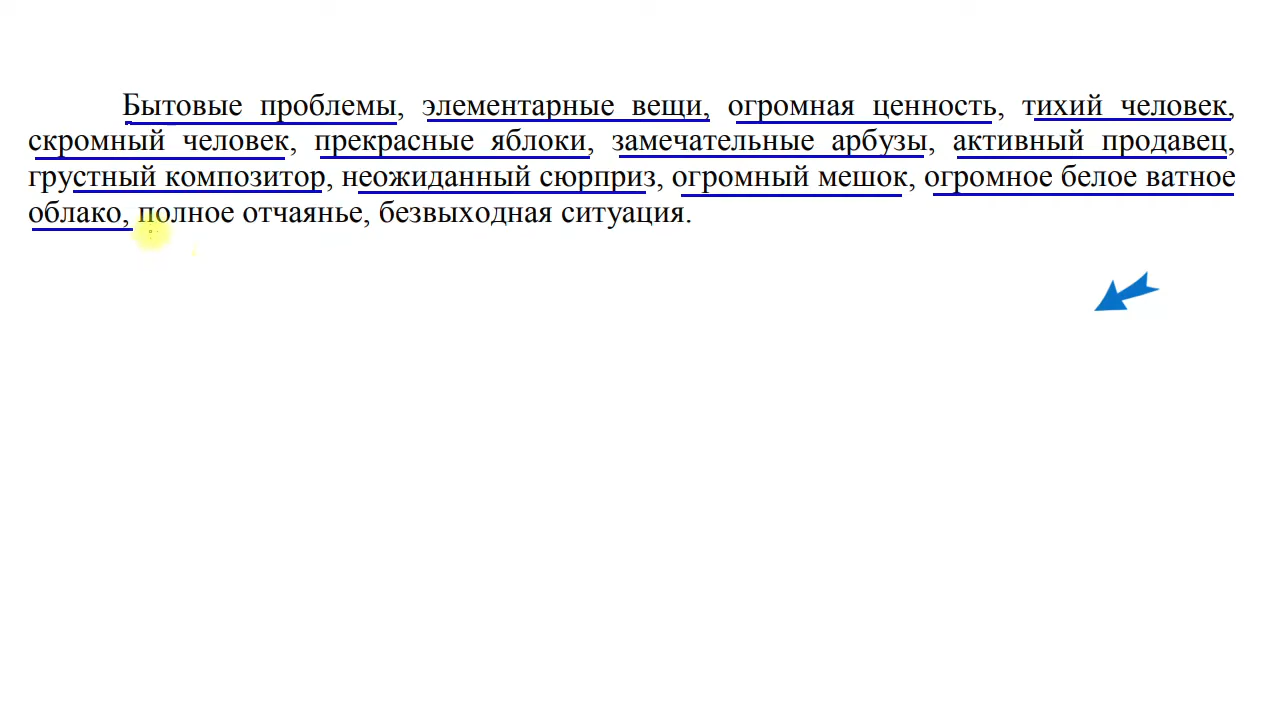 Бытовые проблемы, элементарные вещи, огромная ценность, тихий человек,
скромный человек, прекрасные яблоки, замечательные арбузы, активный продавец,
грустный композитор, неожиданный сюрприз, огромный мешок, огромное белое ватное
облако, полное отчаянье, безвыходная ситуация.